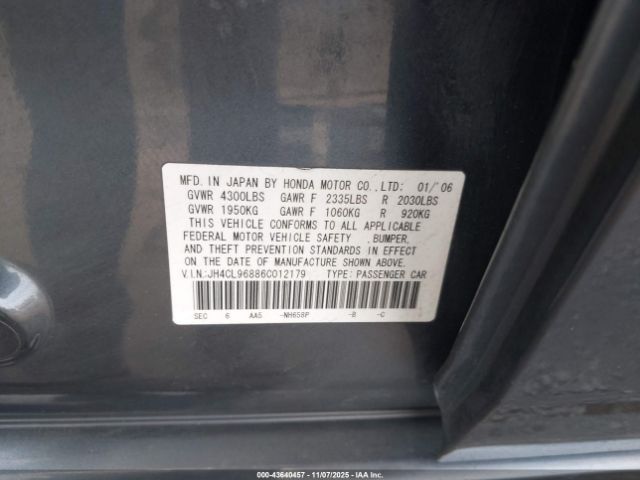 MFD. IN JAPAN BY HONDA MOTOR CO.,LTD: 01/'06
GVWR 4300LBS GAWR F 2335LBS R 2030LBS
GVWR 1950KG GAWR F 1060KG R 920KG
THIS VEHICLE CONFORMS TO ALL APPLICABLE
FEDERAL MOTOR VEHICLE SAFETY ,BUMPER,
AND THEFT PREVENTION STANDARDS IN EFFECT
ON THE DATE OF MANUFACTURE SHOWN ABOVE.
V.I.N.:JH4CL96886C012179 TYPE: PASSENGER CAR
SEC 6 AA5 -NH658P -B -C
000-43640457 - 11/07/2025 - IAA Inc.